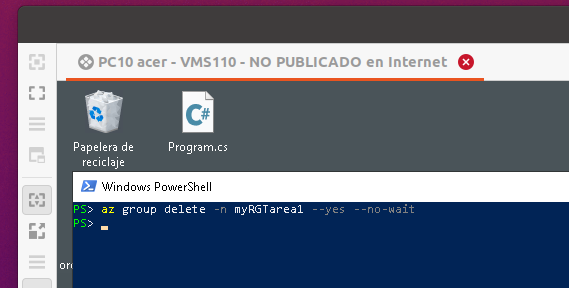 PC10 acer - VMS110 - NO PUBLICADO en Internet
Papelera de
reciclaje
C#
Program.cs
Windows PowerShell
PS> az group delete -n myRGTarea1 --yes --no-wait
PS>
orc